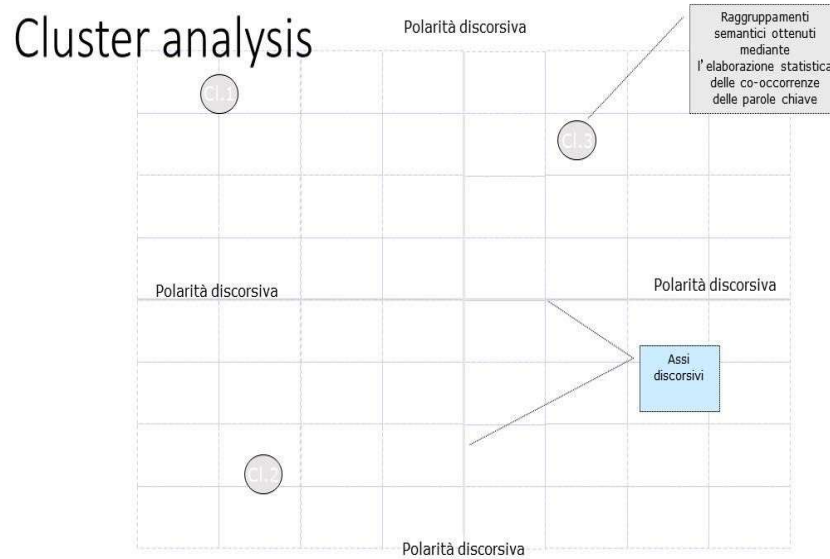 Cluster analysis
Polarità discorsiva
Raggruppamenti
semantici ottenuti
mediante
l'elaborazione statistica
delle co-occorrenze
delle parole chiave
Cl.1
Cl.3
Polarità discorsiva
Polarità discorsiva
Assi
discorsivi
Cl.2
Polarità discorsiva